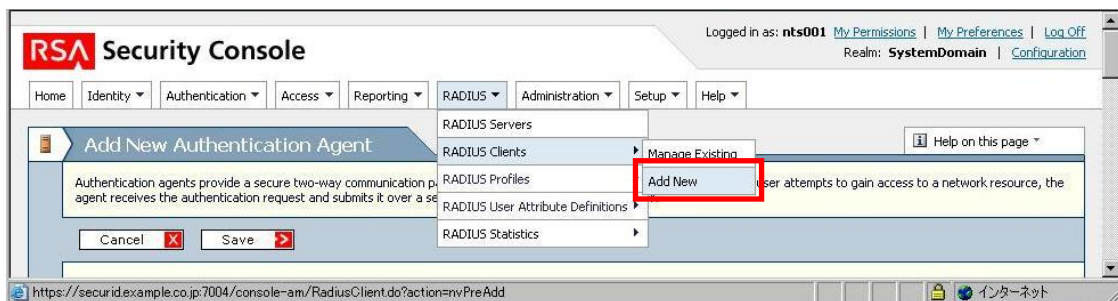 Logged in as: nts001 My Permissions | My Preferences | Log Off
RSA Security Console
Realm: SystemDomain | Configuration
Home Identity Authentication Access Reporting RADIUS Administration Setup Help
RADIUS Servers
Add New Authentication Agent
RADIUS Clients
Manage Existing
Help on this page
Authentication agents provide a secure two-way communication
RADIUS Profiles
Add New
user attempts to gain access to a network resource, the
agent receives the authentication request and submits it over a
RADIUS User Attribute Definitions
Cancel Save
RADIUS Statistics
https://securid.example.co.jp:7004/console-am/RadiusClient.do?action=nvPreAdd
インターネット